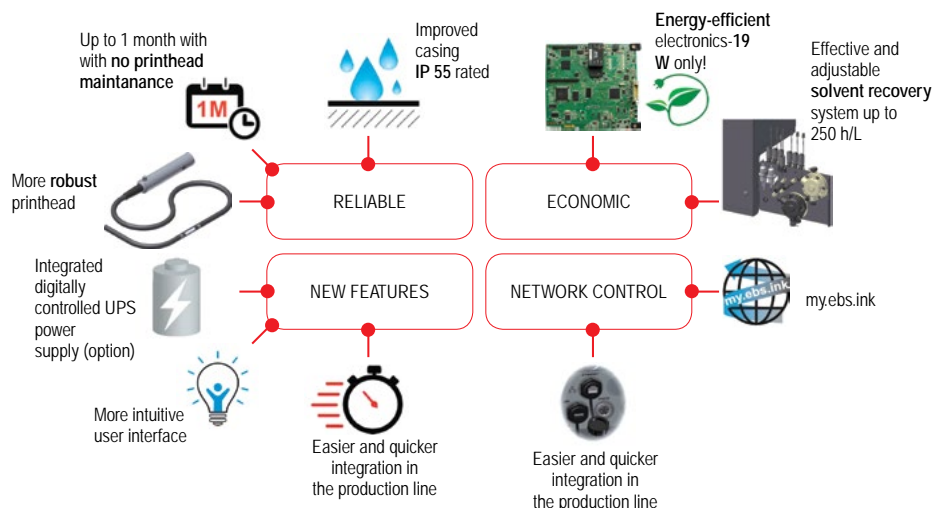 Up to 1 month with
with no printhead
maintanance
1M
Improved
casing
IP 55 rated
Energy-efficient
electronics-19
W only!
Effective and
adjustable
solvent recovery
system up to
250 h/L
More robust
printhead
RELIABLE
ECONOMIC
Integrated
digitally
controlled UPS
power
supply (option)
NEW FEATURES
NETWORK CONTROL
my.ebs.ink
my.ebs.ink
More intuitive
user interface
Easier and quicker
integration in
the production line
Easier and quicker
integration in
the production line